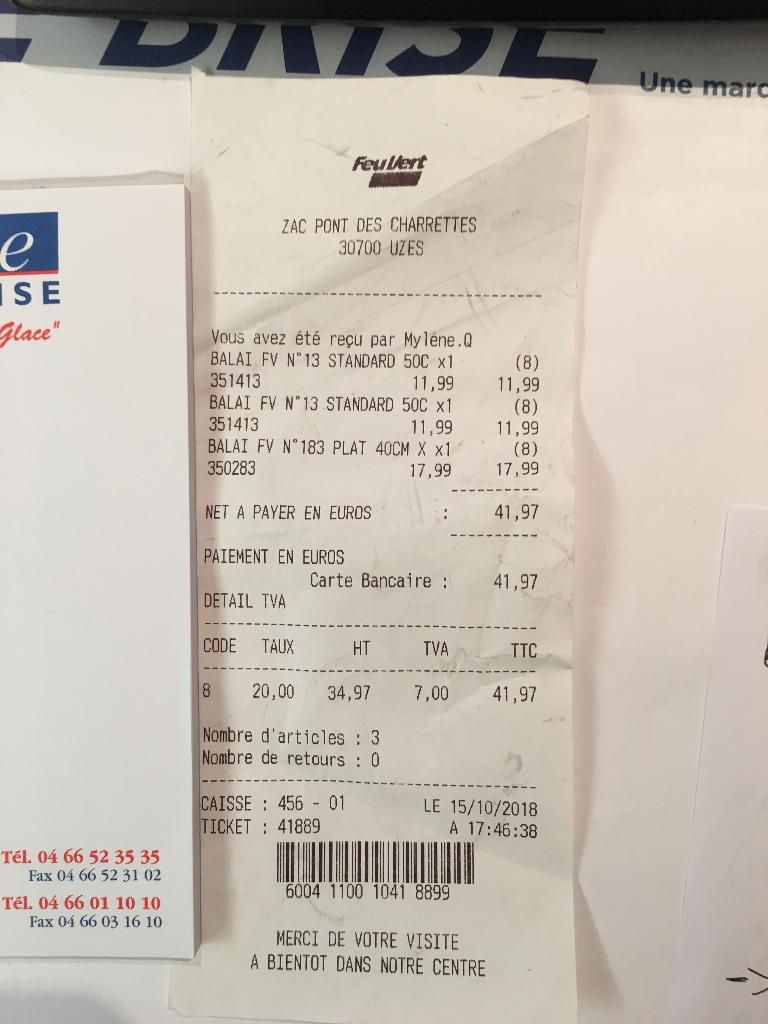 BRISE
Une marc
e
ISE
Glace"
Tél. 04 66 52 35 35
Fax 04 66 52 31 02
Tél. 04 66 01 10 10
Fax 04 66 03 16 10
Feu Vert
ZAC PONT DES CHARRETTES
30700 UZES
Vous avez été reçu par Mylène.Q
BALAI FV N°13 STANDARD 50C x1 (8)
351413 11,99 11,99
BALAI FV N°13 STANDARD 50C x1 (8)
351413 11,99 11,99
BALAI FV N°183 PLAT 40CM X x1 (8)
350283 17,99 17,99
NET A PAYER EN EUROS : 41,97
PAIEMENT EN EUROS
Carte Bancaire : 41,97
DETAIL TVA
CODE TAUX HT TVA TTC
8 20,00 34,97 7,00 41,97
Nombre d'articles : 3
Nombre de retours : 0
CAISSE : 456 - 01 LE 15/10/2018
TICKET : 41889 A 17:46:38
6004 1100 1041 8899
MERCI DE VOTRE VISITE
A BIENTOT DANS NOTRE CENTRE